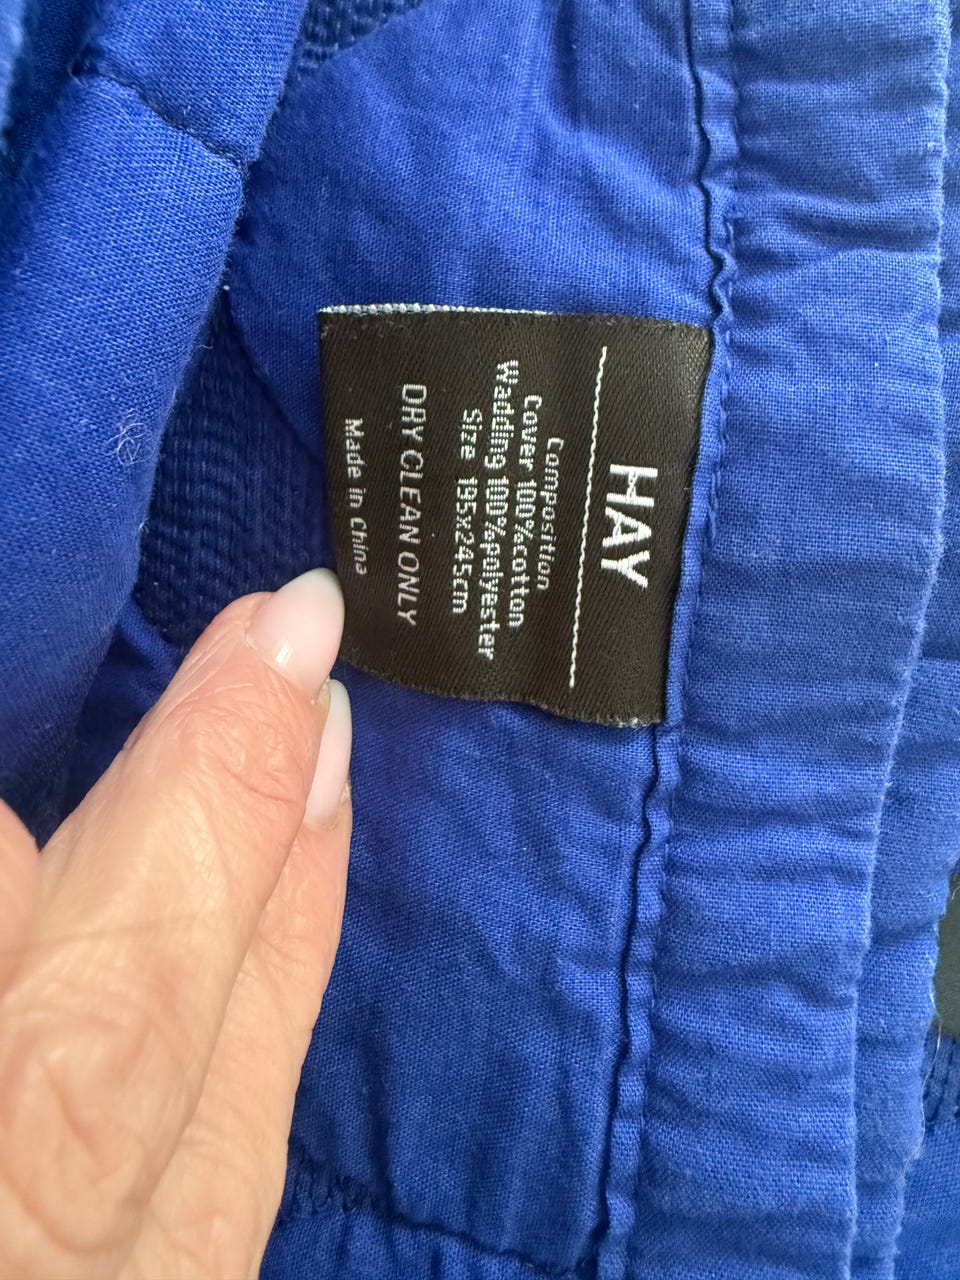 HAY
Composition
Cover 100%cotton
Wadding 100%polyester
Size 195x245cm
DRY CLEAN ONLY
Made in China